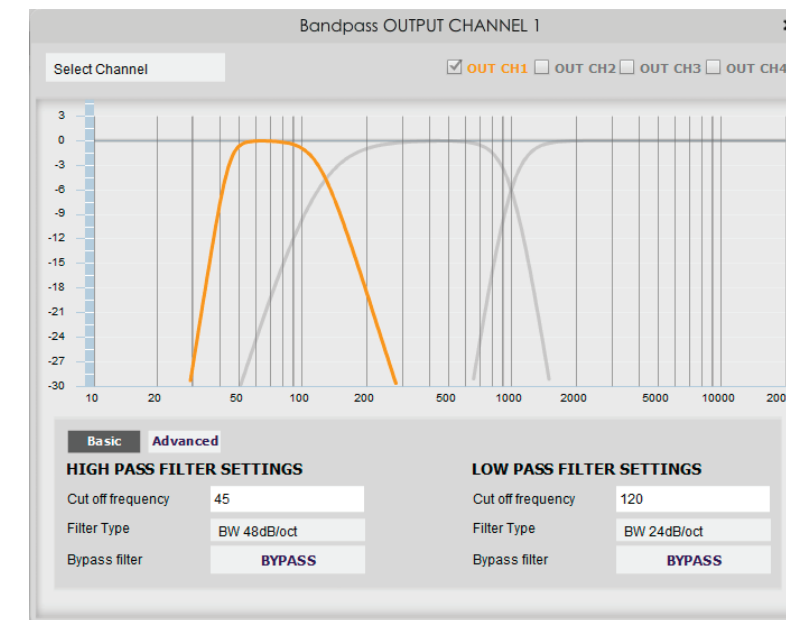 Bandpass OUTPUT CHANNEL 1
Select Channel OUT CH1 OUT CH2 OUT CH3 OUT CH4
3
0
-3
-6
-9
-12
-15
-18
-21
-24
-27
-30
10 20 50 100 200 500 1000 2000 5000 10000 200
Basic Advanced
HIGH PASS FILTER SETTINGS LOW PASS FILTER SETTINGS
Cut off frequency 45 Cut off frequency 120
Filter Type BW 48dB/oct Filter Type BW 24dB/oct
Bypass filter BYPASS Bypass filter BYPASS